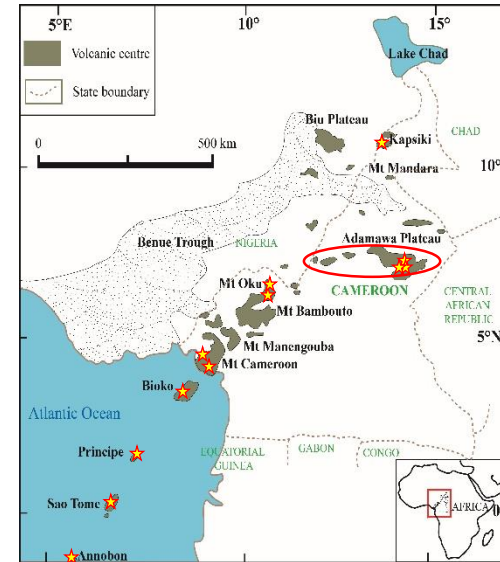 5°E
10°
15°
Volcanic centre
State boundary
Lake Chad
0
500 km
Biu Plateau
Kapsiki
CHAD
Mt Mandara
10°
Benue Trough
NIGERIA
Adamawa Plateau
Mt Oku
CAMEROON
CENTRAL
AFRICAN
REPUBLIC
Mt Bambouto
5°N
Mt Manengouba
Mt Cameroon
Bioko
Atlantic Ocean
Principe
EQUATORIAL
GUINEA
GABON
CONGO
Sao Tome
AFRICA
0
Annobon